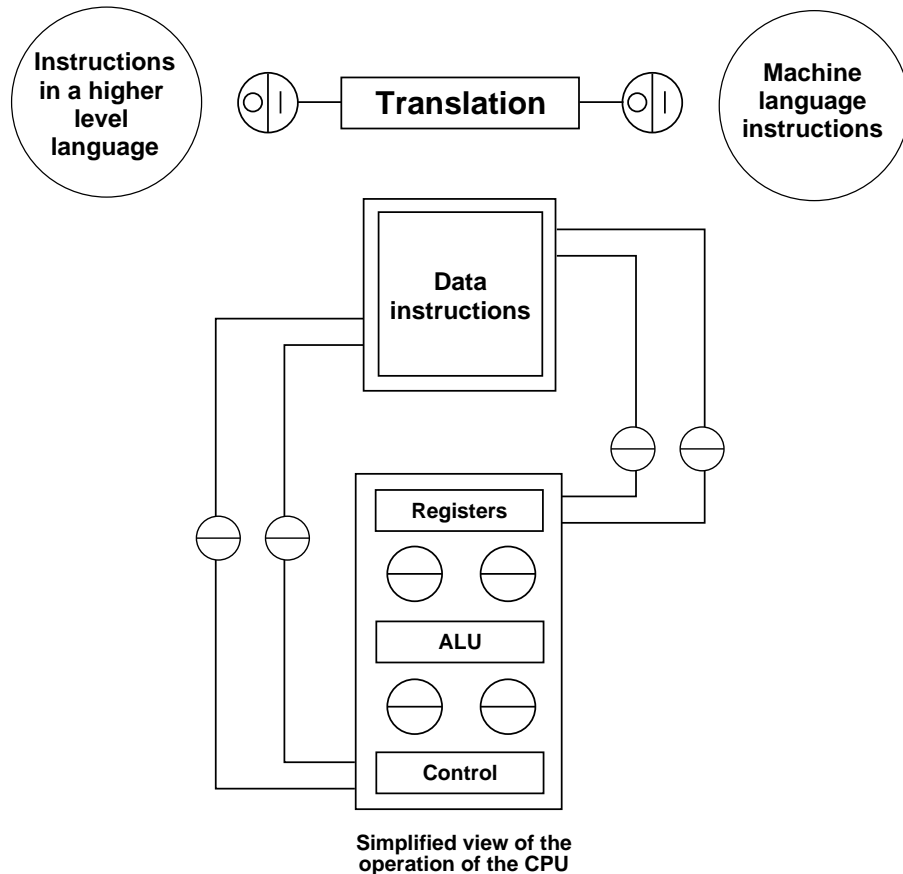 Instructions
in a higher
level
language
Translation
Machine
language
instructions
Data
instructions
Registers
ALU
Control
Simplified view of the
operation of the CPU